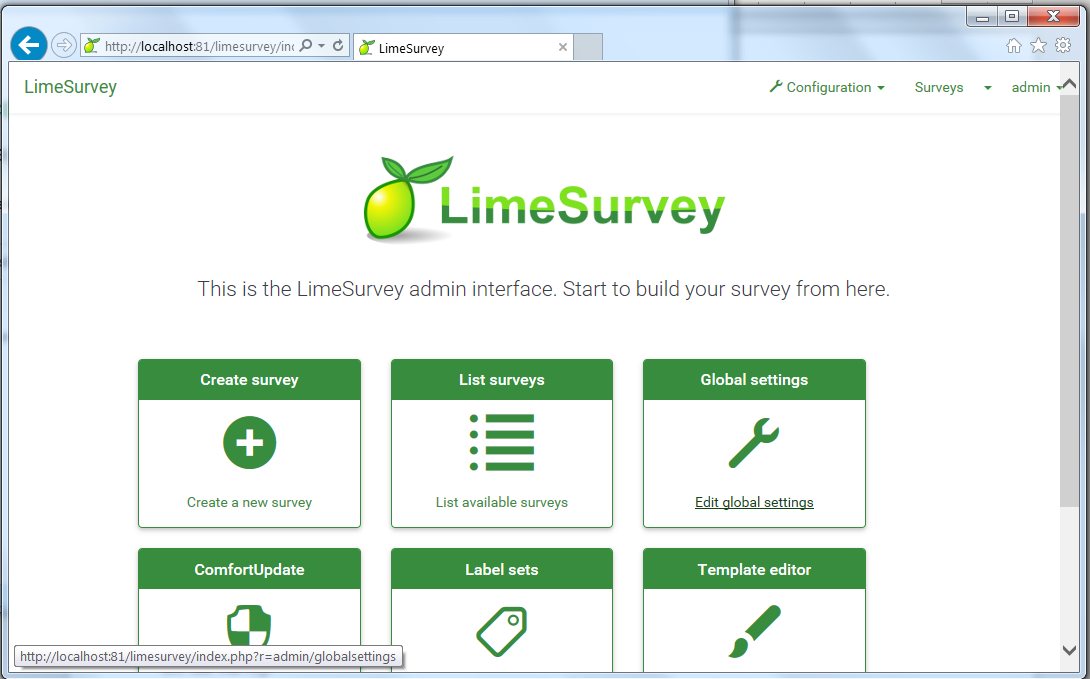 http://localhost:81/limesurvey/in
LimeSurvey
LimeSurvey
Configuration
Surveys
admin
LimeSurvey
This is the LimeSurvey admin interface. Start to build your survey from here.
Create survey
List surveys
Global settings
Create a new survey
List available surveys
Edit global settings
ComfortUpdate
Label sets
Template editor
http://localhost:81/limesurvey/index.php?r=admin/globalsettings